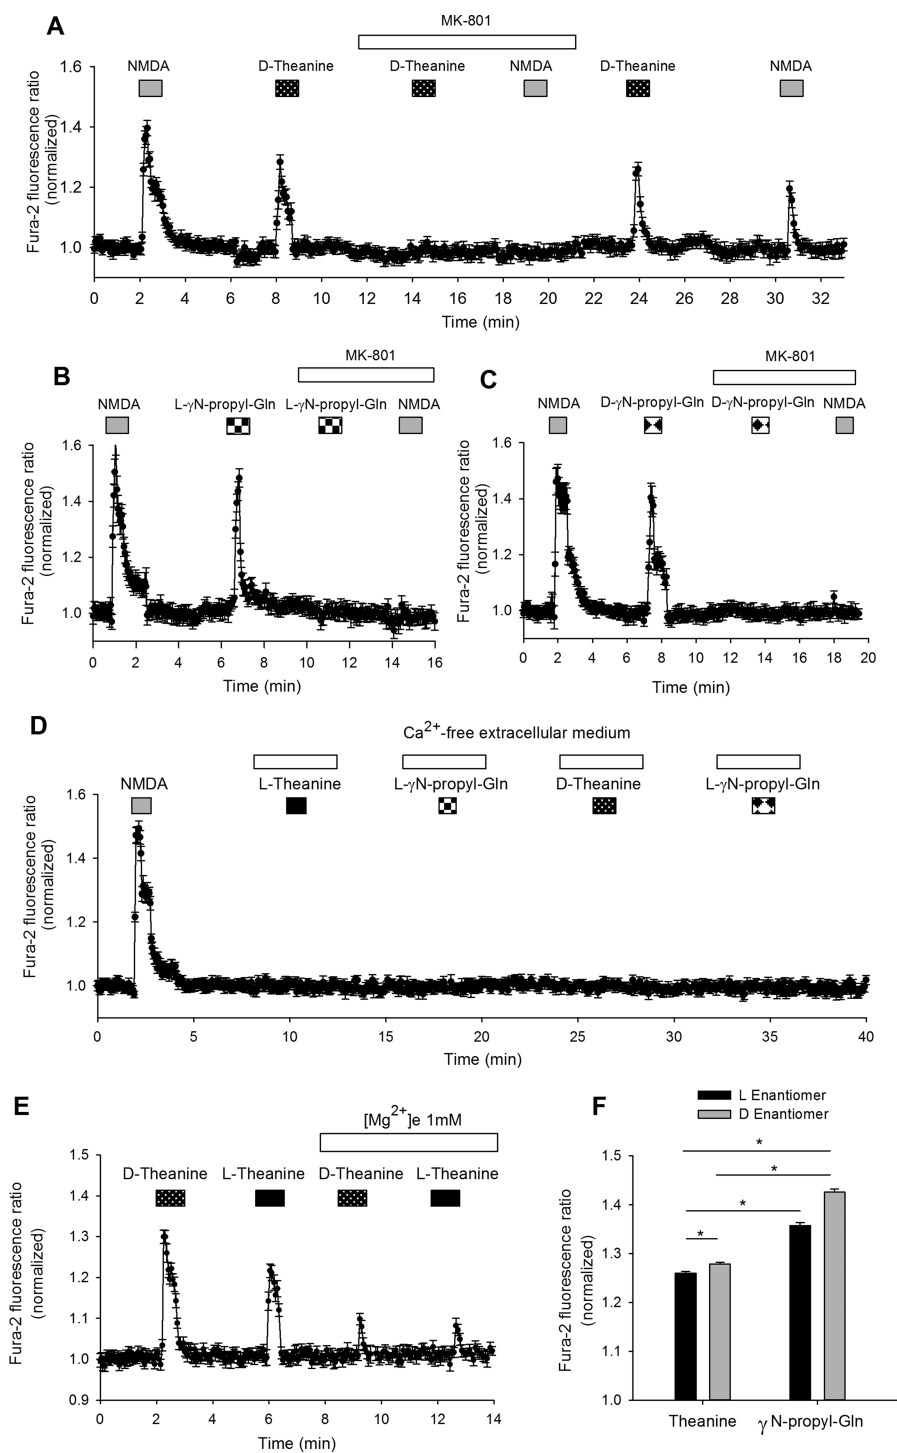 A
MK-801
NMDA D-Theanine D-Theanine NMDA D-Theanine NMDA
Fura-2 fluorescence ratio
(normalized)
1.6
1.4
1.2
1.0
0 2 4 6 8 10 12 14 16 18 20 22 24 26 28 30 32
Time (min)
B
MK-801
NMDA L-γN-propyl-Gln L-γN-propyl-Gln NMDA
Fura-2 fluorescence ratio
(normalized)
1.6
1.4
1.2
1.0
0 2 4 6 8 10 12 14 16
Time (min)
C
MK-801
NMDA D-γN-propyl-Gln D-γN-propyl-Gln NMDA
Fura-2 fluorescence ratio
(normalized)
1.6
1.4
1.2
1.0
0 2 4 6 8 10 12 14 16 18 20
Time (min)
D
Ca2+-free extracellular medium
NMDA L-Theanine L-γN-propyl-Gln D-Theanine L-γN-propyl-Gln
Fura-2 fluorescence ratio
(normalized)
1.6
1.4
1.2
1.0
0 5 10 15 20 25 30 35 40
Time (min)
E
[Mg2+]e 1mM
D-Theanine L-Theanine D-Theanine L-Theanine
Fura-2 fluorescence ratio
(normalized)
1.5
1.4
1.3
1.2
1.1
1.0
0.9
0 2 4 6 8 10 12 14
Time (min)
F
L Enantiomer
D Enantiomer
Fura-2 fluorescence ratio
(normalized)
1.5
1.4
1.3
1.2
1.1
1.0
*
*
*
*
Theanine γ N-propyl-Gln